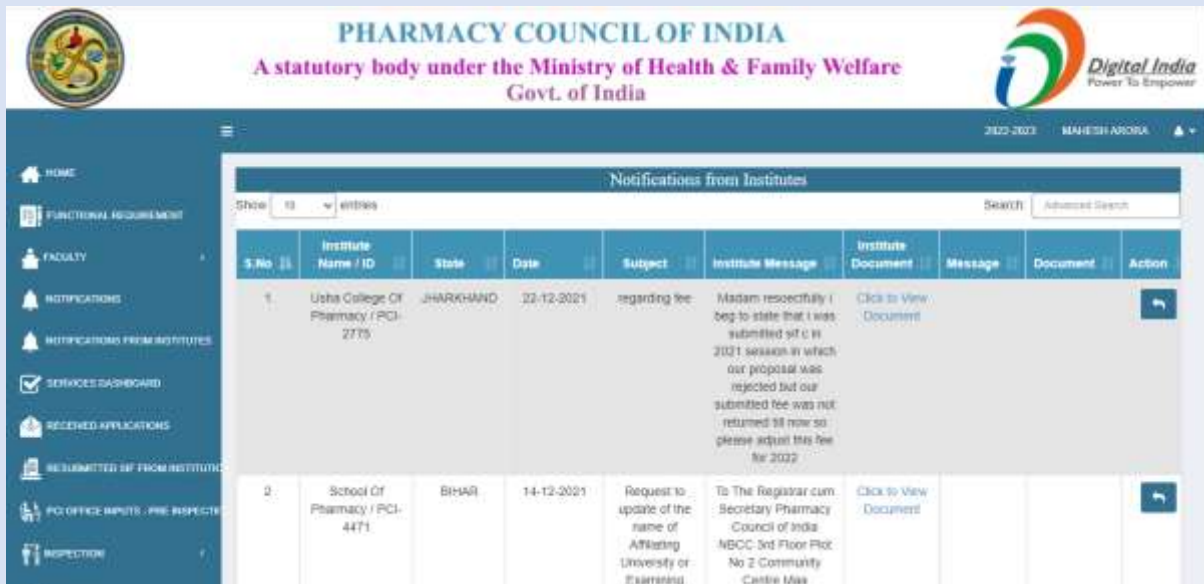 PHARMACY COUNCIL OF INDIA
A statutory body under the Ministry of Health & Family Welfare
Govt. of India
Digital India
Power To Empower
2022-2023 MAHESH ARORA
HOME
FUNCTIONAL REQUIREMENT
FACULTY
NOTIFICATIONS
NOTIFICATIONS FROM INSTITUTES
SERVICES DASHBOARD
RECEIVED APPLICATIONS
RESUBMITTED SIF FROM INSTITUTIO
PCI OFFICE INPUTS - PRE INSPECTI
INSPECTION
Notifications from Institutes
Show 10 entries
Search: Advanced Search
S.No Institute Name / ID State Date Subject Institute Message Institute Document Message Document Action
1 Usha College Of JHARKHAND 22-12-2021 regarding fee Madam resoectfully i Click to View
Pharmacy / PCI- beg to state that i was Document
2775 submitted sif c in
2021 session in which
our proposal was
rejected but our
submitted fee was not
returned till now so
please adjust this fee
for 2022
2 School Of BIHAR 14-12-2021 Request to To The Registrar cum Click to View
Pharmacy / PCI- update of the Secretary Pharmacy Document
4471 name of Council of India
Affiliating NBCC 3rd Floor Plot
University or No 2 Community
Examining Centre Maa